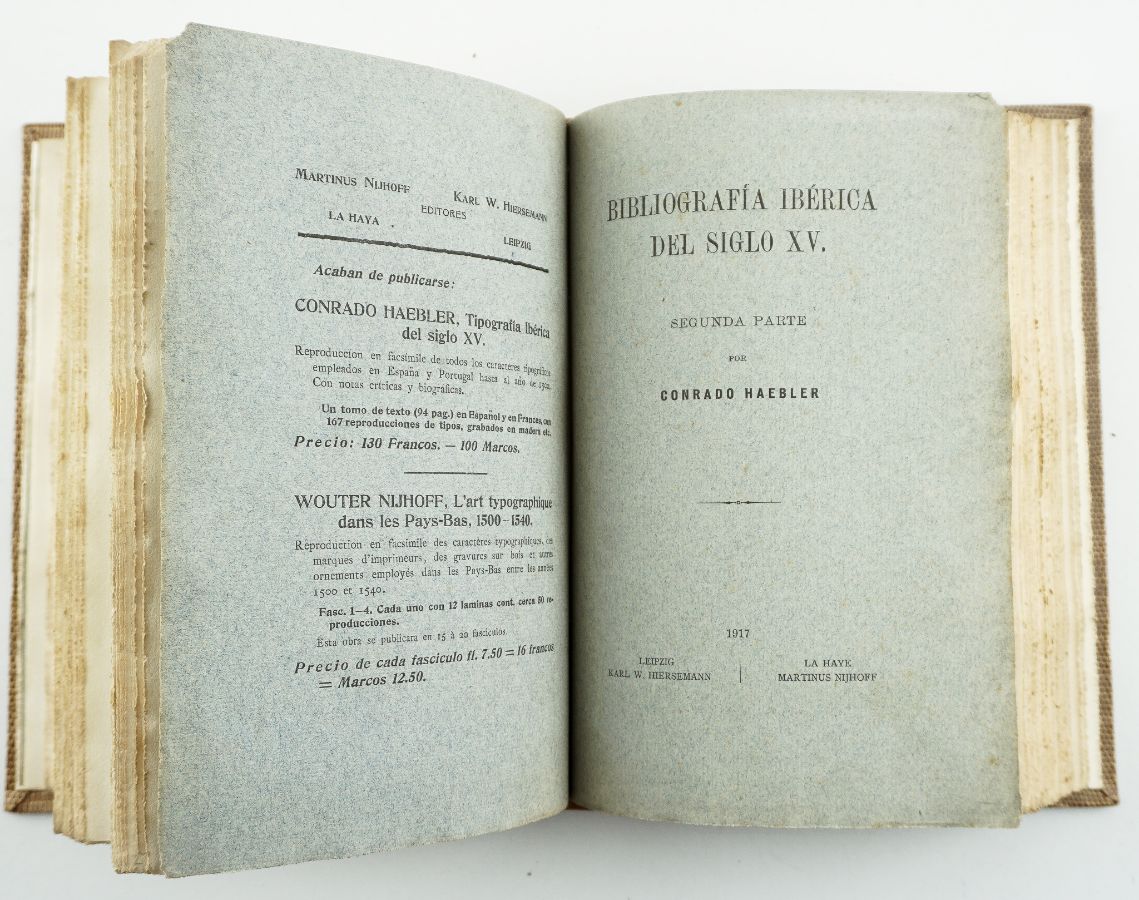 MARTINUS NIJHOFF KARL W. HIERSEMANN
EDITORES
LA HAYA. LEIPZIG
Acaban de publicarse:
CONRADO HAEBLER, Tipografía Ibérica
del siglo XV.
Reproduccion en facsimile de todos los caractéres tipográficos
empleados en España y Portugal hasta el año de 1500.
Con notas críticas y biográficas.
Un tomo de texto (94 pag.) en Español y en Frances, con
167 reproducciones de tipos, grabados en madera etc.
Precio: 130 Francos. — 100 Marcos.
WOUTER NIJHOFF, L'art typographique
dans les Pays-Bas, 1500-1540.
Reproduction en facsimile des caractères typographiques, des
marques d'imprimeurs, des gravures sur bois et autres
ornements employés dans les Pays-Bas entre les années
1500 et 1540.
Fasc. 1-4. Cada uno con 12 laminas cont. cerca 50 re-
producciones.
Esta obra se publicara en 15 à 20 fasciculos.
Precio de cada fasciculo fl. 7.50 = 16 francos
= Marcos 12.50.
BIBLIOGRAFÍA IBÉRICA
DEL SIGLO XV.
SEGUNDA PARTE
POR
CONRADO HAEBLER
1917
LEIPZIG LA HAYE
KARL W. HIERSEMANN MARTINUS NIJHOFF